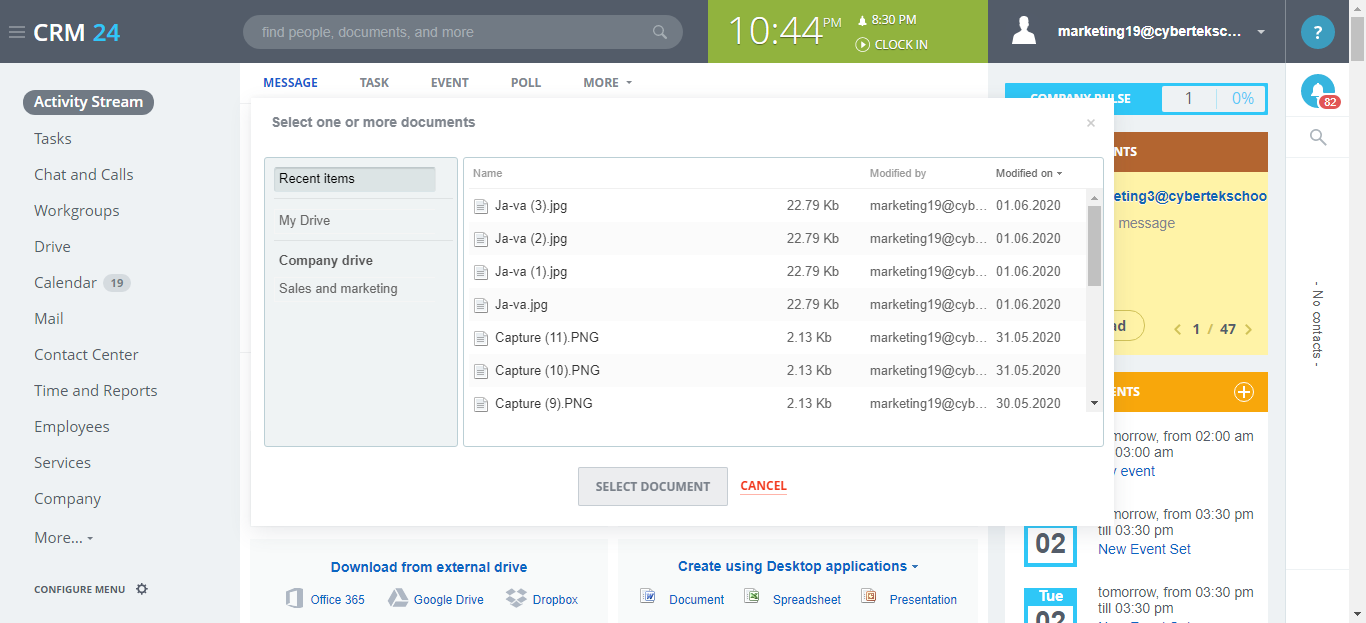 CRM 24
find people, documents, and more
10:44 PM
8:30 PM
CLOCK IN
marketing19@cyberteksc...
?
Activity Stream
Tasks
Chat and Calls
Workgroups
Drive
Calendar 19
Mail
Contact Center
Time and Reports
Employees
Services
Company
More...
CONFIGURE MENU
MESSAGE TASK EVENT POLL MORE
Select one or more documents
×
Recent items
My Drive
Company drive
Sales and marketing
Name Modified by Modified on
Ja-va (3).jpg 22.79 Kb marketing19@cyb... 01.06.2020
Ja-va (2).jpg 22.79 Kb marketing19@cyb... 01.06.2020
Ja-va (1).jpg 22.79 Kb marketing19@cyb... 01.06.2020
Ja-va.jpg 22.79 Kb marketing19@cyb... 01.06.2020
Capture (11).PNG 2.13 Kb marketing19@cyb... 31.05.2020
Capture (10).PNG 2.13 Kb marketing19@cyb... 31.05.2020
Capture (9).PNG 2.13 Kb marketing19@cyb... 30.05.2020
SELECT DOCUMENT CANCEL
Download from external drive
Office 365 Google Drive Dropbox
Create using Desktop applications
Document Spreadsheet Presentation
COMPANY PULSE 1 0%
NTS
eting3@cybertekschoo
message
ad
1 / 47
ENTS
morrow, from 02:00 am
03:00 am
event
morrow, from 03:30 pm
till 03:30 pm
02
New Event Set
Tue
02
tomorrow, from 03:30 pm
till 03:30 pm
82
- No contacts -